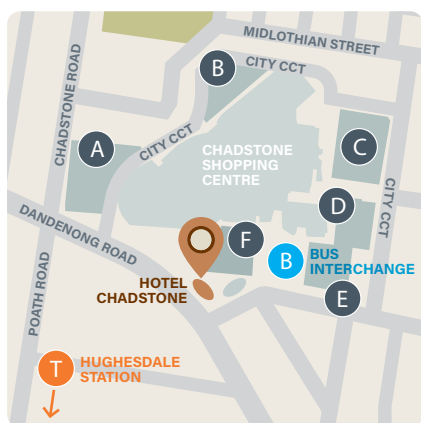 MIDLOTHIAN STREET
CHADSTONE ROAD
B
CITY CCT
A
CITY CCT
CHADSTONE
SHOPPING
CENTRE
C
CITY CCT
D
DANDENONG ROAD
F
B
BUS
INTERCHANGE
HOTEL
CHADSTONE
E
POATH ROAD
T
HUGHESDALE
STATION